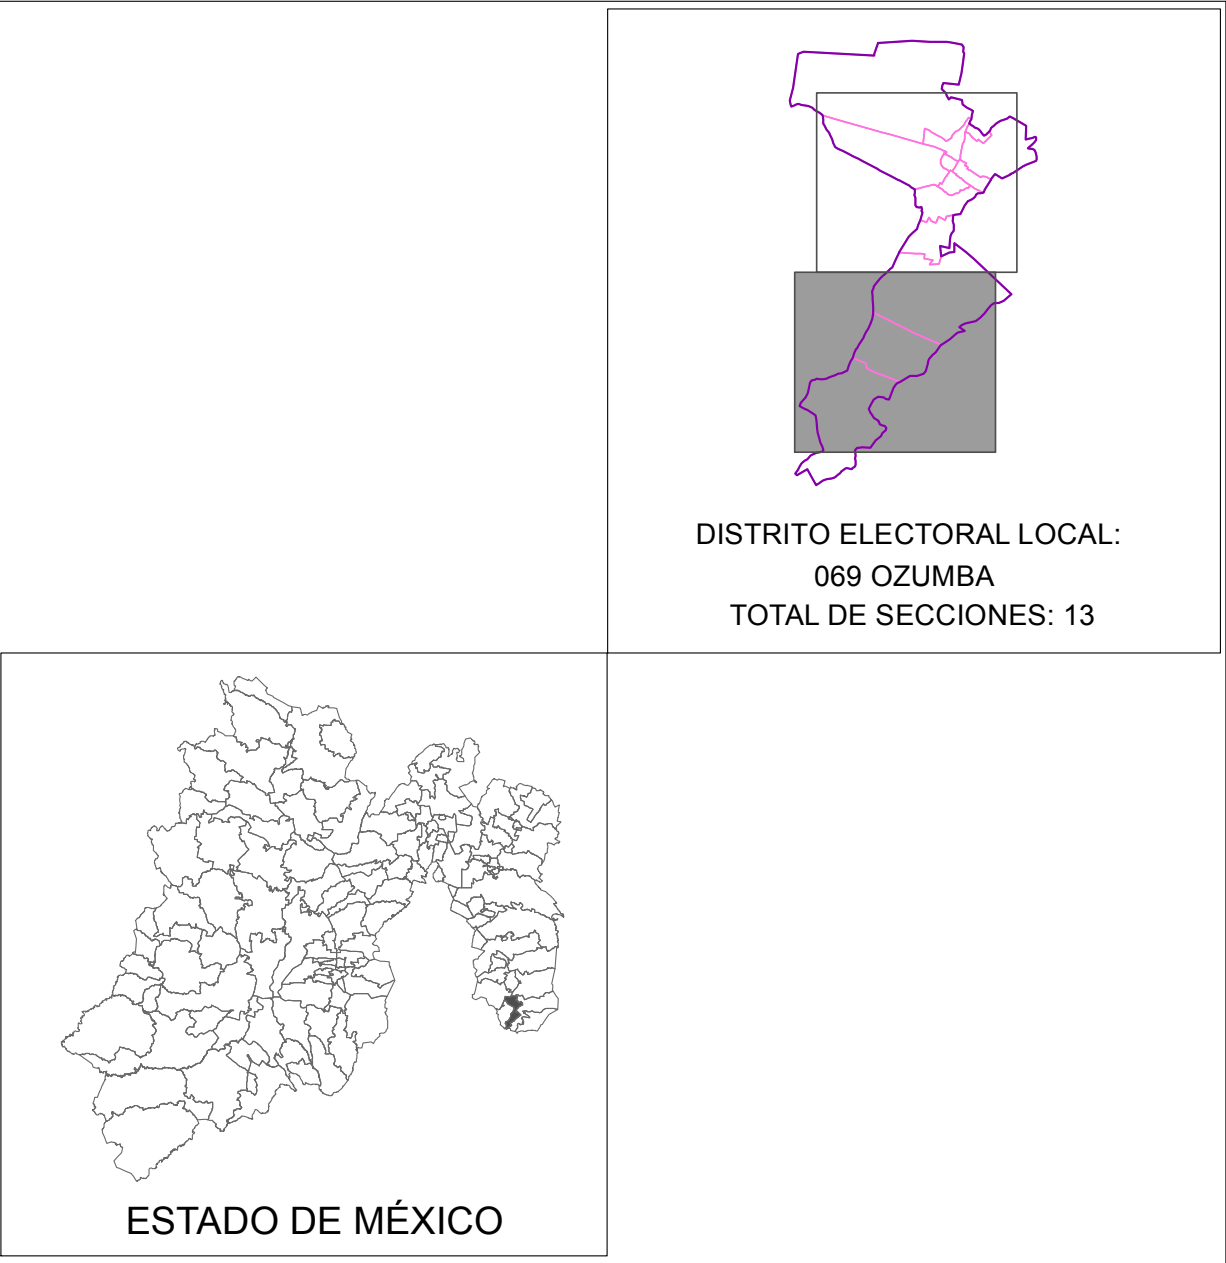 DISTRITO ELECTORAL LOCAL:
069 OZUMBA
TOTAL DE SECCIONES: 13
ESTADO DE MÉXICO